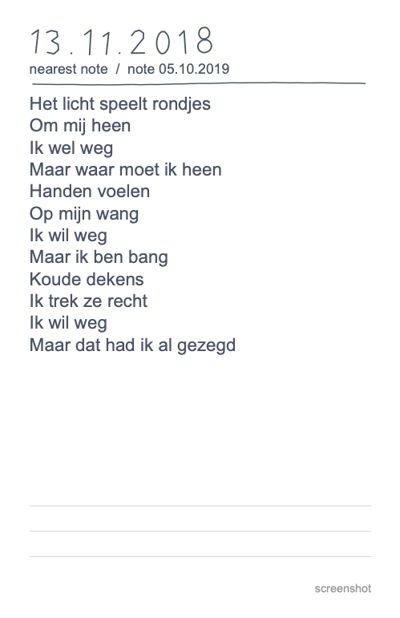 13.11.2018
nearest note / note 05.10.2019
Het licht speelt rondjes
Om mij heen
Ik wel weg
Maar waar moet ik heen
Handen voelen
Op mijn wang
Ik wil weg
Maar ik ben bang
Koude dekens
Ik trek ze recht
Ik wil weg
Maar dat had ik al gezegd
screenshot